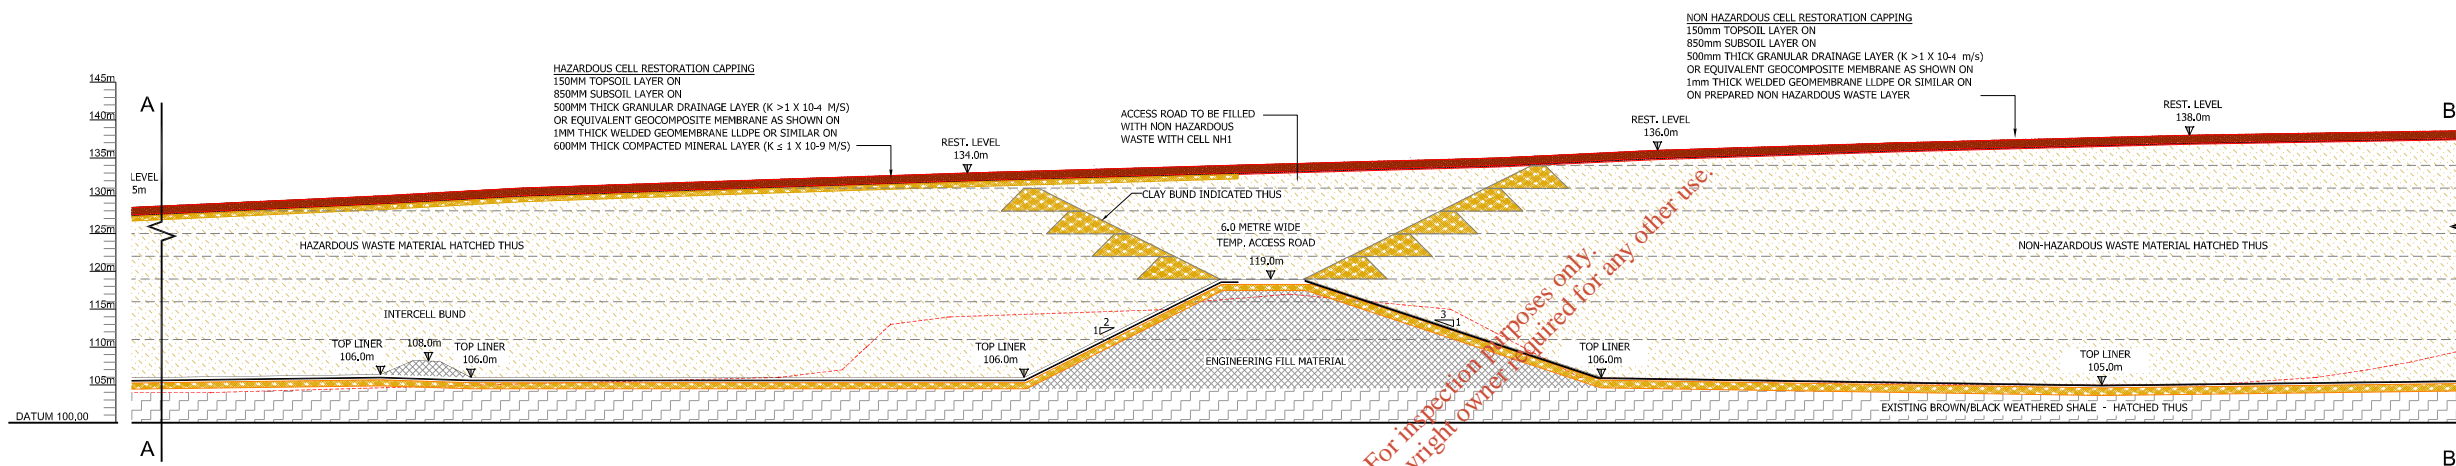 NON HAZARDOUS CELL RESTORATION CAPPING
150mm TOPSOIL LAYER ON
850mm SUBSOIL LAYER ON
500mm THICK GRANULAR DRAINAGE LAYER (K >1 X 10-4 m/s)
OR EQUIVALENT GEOCOMPOSITE MEMBRANE AS SHOWN ON
1mm THICK WELDED GEOMEMBRANE LLDPE OR SIMILAR ON
ON PREPARED NON HAZARDOUS WASTE LAYER
HAZARDOUS CELL RESTORATION CAPPING
150MM TOPSOIL LAYER ON
850MM SUBSOIL LAYER ON
500MM THICK GRANULAR DRAINAGE LAYER (K >1 X 10-4 M/S)
OR EQUIVALENT GEOCOMPOSITE MEMBRANE AS SHOWN ON
1MM THICK WELDED GEOMEMBRANE LLDPE OR SIMILAR ON
600MM THICK COMPACTED MINERAL LAYER (K ≤ 1 X 10-9 M/S)
ACCESS ROAD TO BE FILLED
WITH NON HAZARDOUS
WASTE WITH CELL NH1
145m
140m
135m
130m
125m
120m
115m
110m
105m
DATUM 100.00
A
A
B
B
LEVEL
5m
REST. LEVEL
134.0m
REST. LEVEL
136.0m
REST. LEVEL
138.0m
CLAY BUND INDICATED THUS
6.0 METRE WIDE
TEMP. ACCESS ROAD
119.0m
HAZARDOUS WASTE MATERIAL HATCHED THUS
NON-HAZARDOUS WASTE MATERIAL HATCHED THUS
INTERCELL BUND
TOP LINER
106.0m
108.0m
TOP LINER
106.0m
TOP LINER
106.0m
2
1
3
1
ENGINEERING FILL MATERIAL
TOP LINER
106.0m
TOP LINER
105.0m
EXISTING BROWN/BLACK WEATHERED SHALE - HATCHED THUS
For inspection purposes only.
yright owner required for any other use.